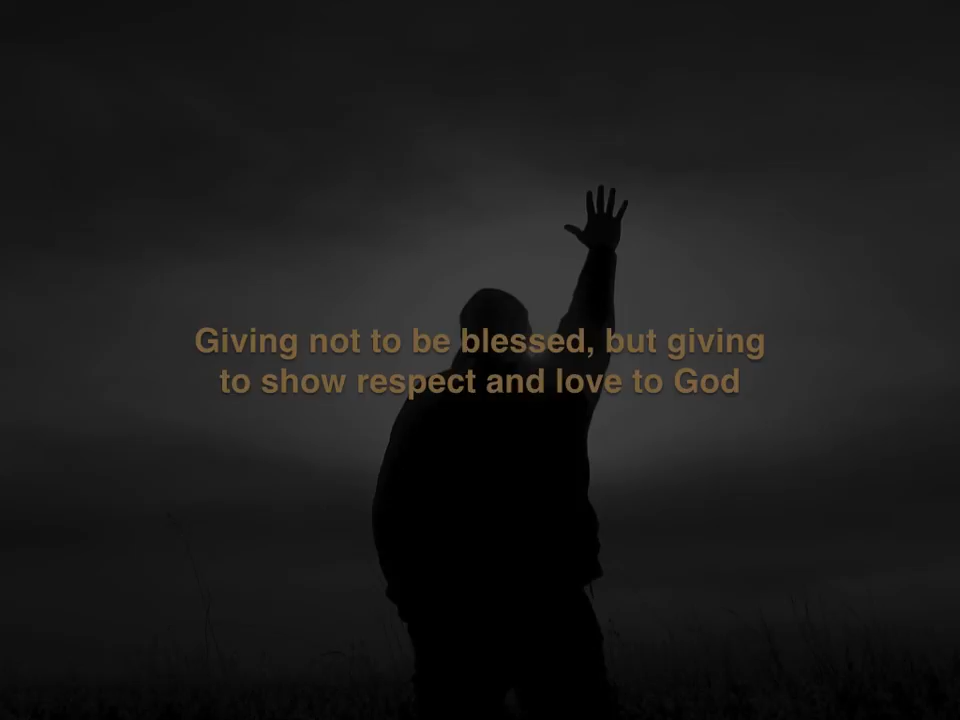 Giving not to be blessed, but giving
to show respect and love to God